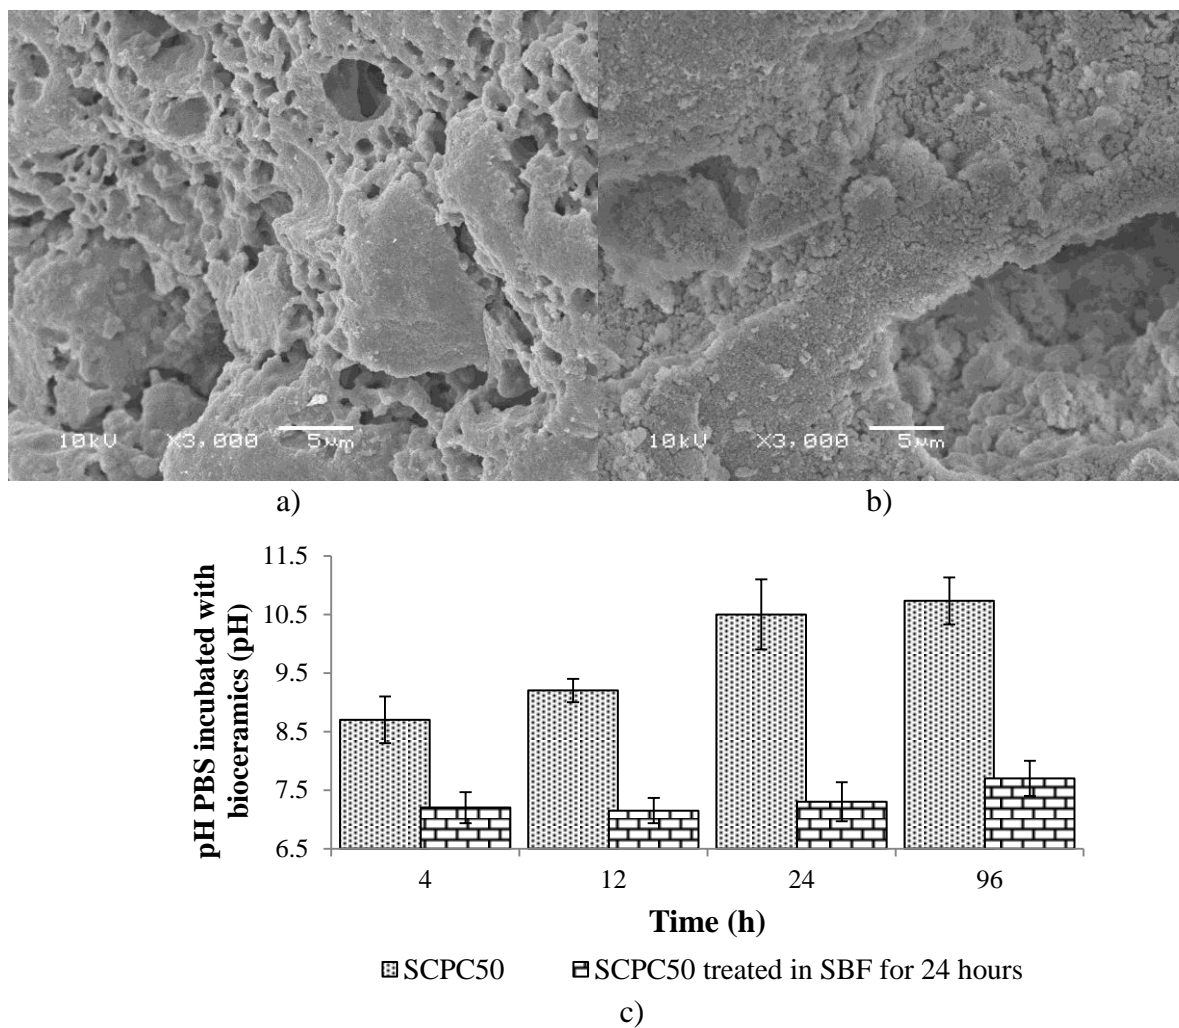 10kV X3,000 5µm
10kV X3,000 5µm
a) b)
11.5
10.5
9.5
8.5
7.5
6.5
pH PBS incubated with
bioceramics (pH)
4 12 24 96
Time (h)
SCPC50 SCPC50 treated in SBF for 24 hours
c)